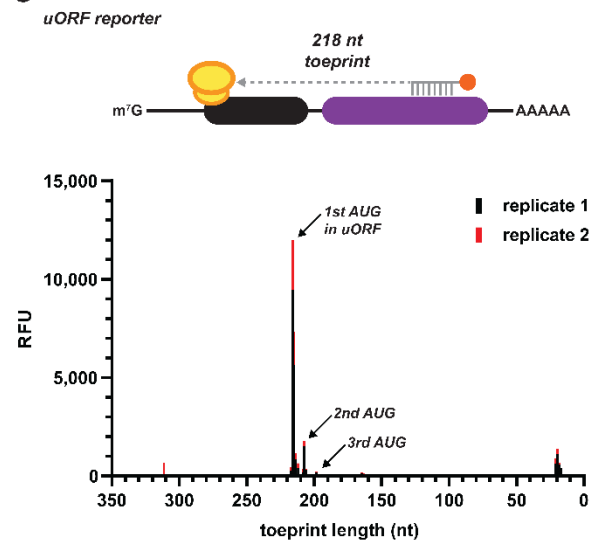 uORF reporter
218 nt
toeprint
m⁷G
AAAAA
15,000
10,000
5,000
0
RFU
1st AUG
in uORF
2nd AUG
3rd AUG
replicate 1
replicate 2
350 300 250 200 150 100 50 0
toeprint length (nt)